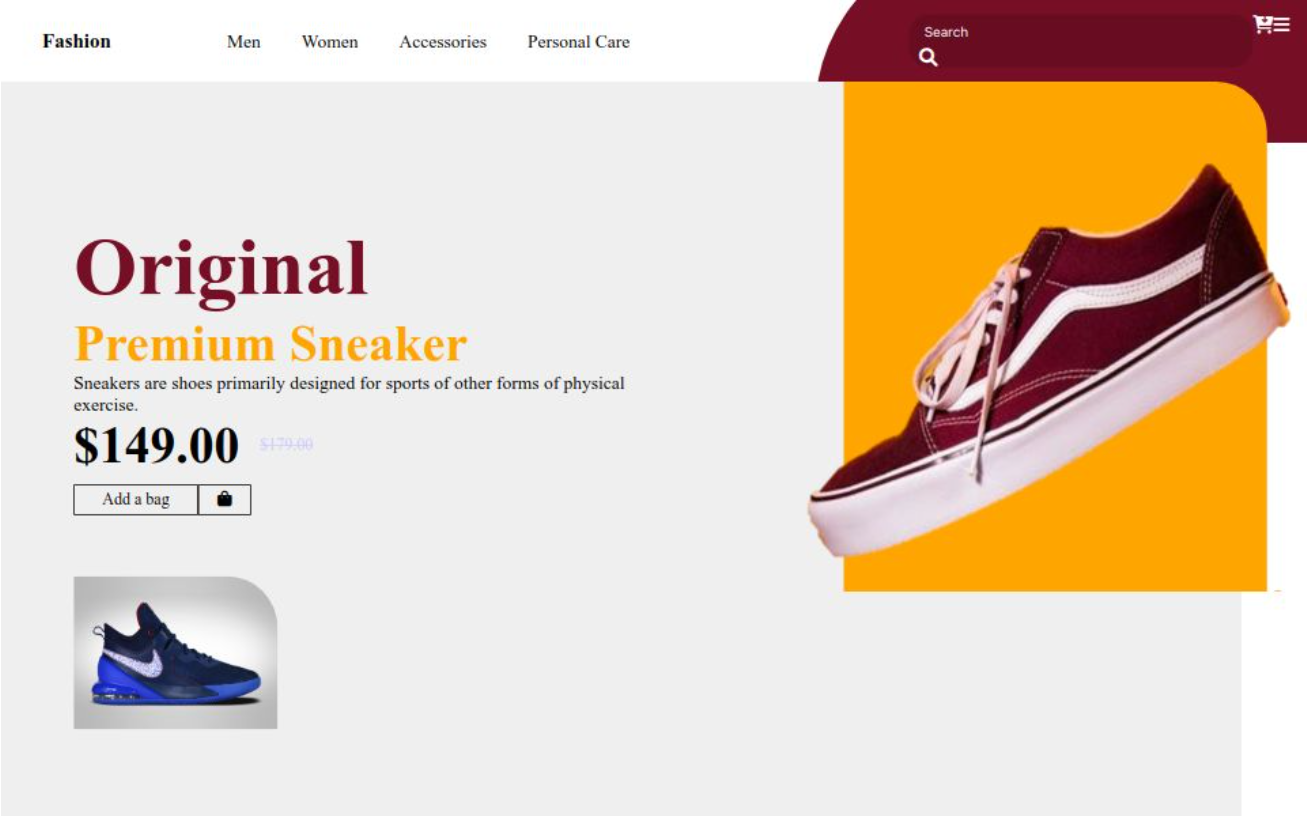 Fashion
Men
Women
Accessories
Personal Care
Search
Original
Premium Sneaker
Sneakers are shoes primarily designed for sports of other forms of physical
exercise.
$149.00
$179.00
Add a bag